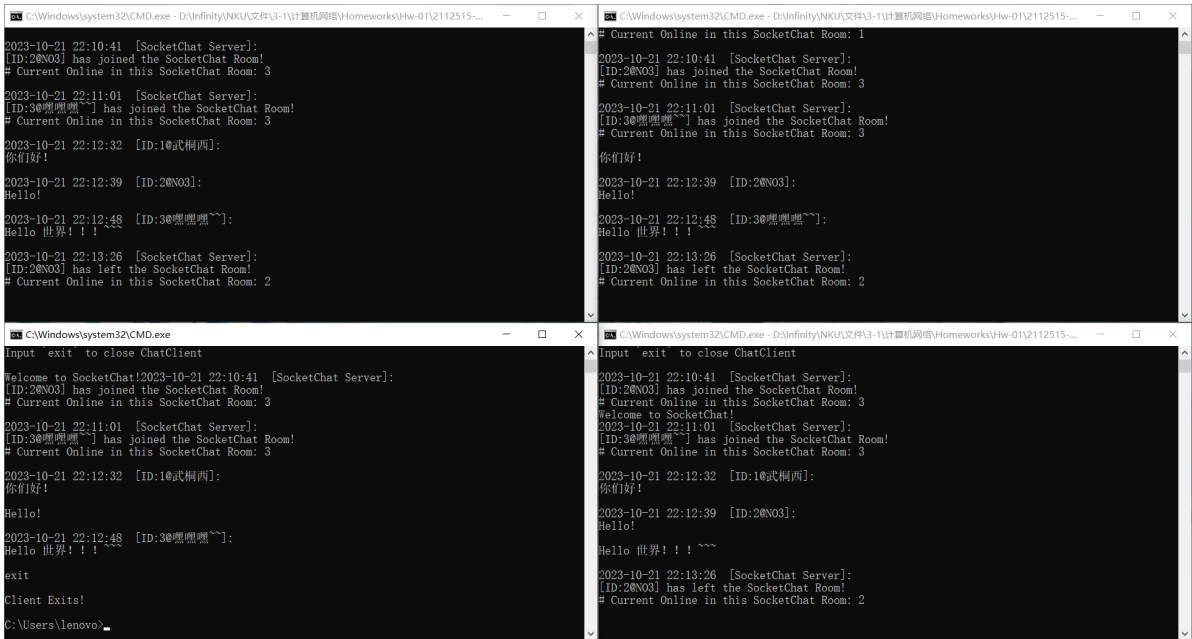 C:\Windows\system32\CMD.exe - D:\Infinity\NKU\文件\3-1\计算机网络\Homeworks\Hw-01\2112515-...
2023-10-21 22:10:41 [SocketChat Server]:
[ID:2@NO3] has joined the SocketChat Room!
# Current Online in this SocketChat Room: 3
2023-10-21 22:11:01 [SocketChat Server]:
[ID:3@嘿嘿嘿~~] has joined the SocketChat Room!
# Current Online in this SocketChat Room: 3
2023-10-21 22:12:32 [ID:1@武桐西]:
你们好!
2023-10-21 22:12:39 [ID:2@NO3]:
Hello!
2023-10-21 22:12:48 [ID:3@嘿嘿嘿~~]:
Hello 世界!!!~~~
2023-10-21 22:13:26 [SocketChat Server]:
[ID:2@NO3] has left the SocketChat Room!
# Current Online in this SocketChat Room: 2
C:\Windows\system32\CMD.exe - D:\Infinity\NKU\文件\3-1\计算机网络\Homeworks\Hw-01\2112515-...
# Current Online in this SocketChat Room: 1
2023-10-21 22:10:41 [SocketChat Server]:
[ID:2@NO3] has joined the SocketChat Room!
# Current Online in this SocketChat Room: 3
2023-10-21 22:11:01 [SocketChat Server]:
[ID:3@嘿嘿嘿~~] has joined the SocketChat Room!
# Current Online in this SocketChat Room: 3
你们好!
2023-10-21 22:12:39 [ID:2@NO3]:
Hello!
2023-10-21 22:12:48 [ID:3@嘿嘿嘿~~]:
Hello 世界!!!~~~
2023-10-21 22:13:26 [SocketChat Server]:
[ID:2@NO3] has left the SocketChat Room!
# Current Online in this SocketChat Room: 2
C:\Windows\system32\CMD.exe
Input `exit` to close ChatClient
Welcome to SocketChat!2023-10-21 22:10:41 [SocketChat Server]:
[ID:2@NO3] has joined the SocketChat Room!
# Current Online in this SocketChat Room: 3
2023-10-21 22:11:01 [SocketChat Server]:
[ID:3@嘿嘿嘿~~] has joined the SocketChat Room!
# Current Online in this SocketChat Room: 3
2023-10-21 22:12:32 [ID:1@武桐西]:
你们好!
Hello!
2023-10-21 22:12:48 [ID:3@嘿嘿嘿~~]:
Hello 世界!!!~~~
exit
Client Exits!
C:\Users\lenovo>
C:\Windows\system32\CMD.exe - D:\Infinity\NKU\文件\3-1\计算机网络\Homeworks\Hw-01\2112515-...
Input `exit` to close ChatClient
2023-10-21 22:10:41 [SocketChat Server]:
[ID:2@NO3] has joined the SocketChat Room!
# Current Online in this SocketChat Room: 3
Welcome to SocketChat!
2023-10-21 22:11:01 [SocketChat Server]:
[ID:3@嘿嘿嘿~~] has joined the SocketChat Room!
# Current Online in this SocketChat Room: 3
2023-10-21 22:12:32 [ID:1@武桐西]:
你们好!
2023-10-21 22:12:39 [ID:2@NO3]:
Hello!
Hello 世界!!!~~~
2023-10-21 22:13:26 [SocketChat Server]:
[ID:2@NO3] has left the SocketChat Room!
# Current Online in this SocketChat Room: 2